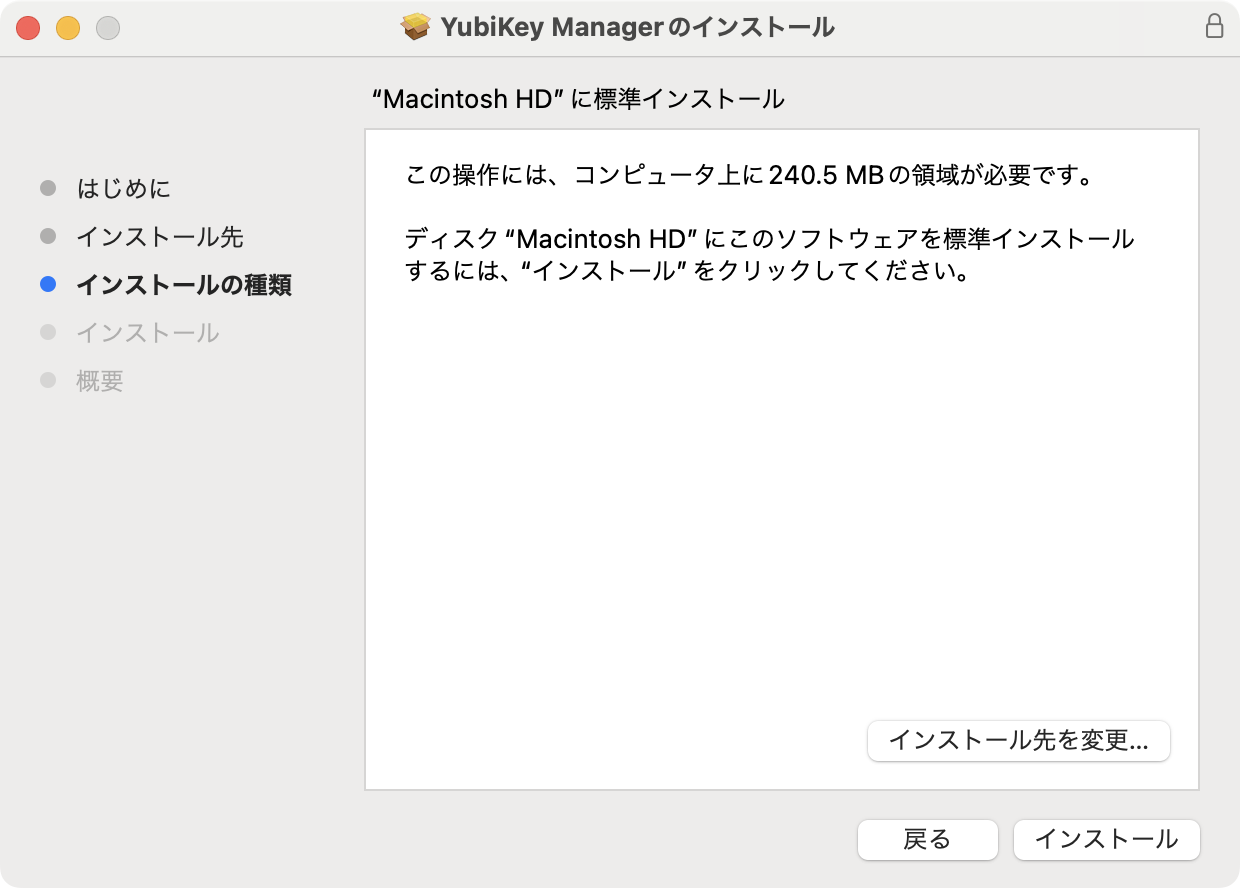 YubiKey Managerのインストール
“Macintosh HD” に標準インストール
はじめに
インストール先
インストールの種類
インストール
概要
この操作には、コンピュータ上に240.5 MBの領域が必要です。
ディスク “Macintosh HD” にこのソフトウェアを標準インストール
するには、“インストール” をクリックしてください。
インストール先を変更...
戻る
インストール